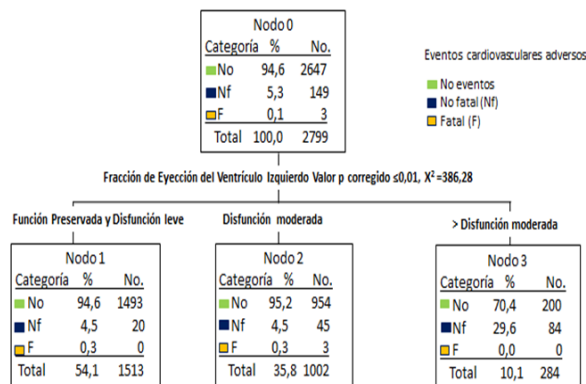 Nodo 0
Categoría % No.
No 94,6 2647
Nf 5,3 149
F 0,1 3
Total 100,0 2799
Eventos cardiovasculares adversos
No eventos
No fatal (Nf)
Fatal (F)
Fracción de Eyección del Ventrículo Izquierdo Valor p corregido ≤0,01, X² =386,28
Función Preservada y Disfunción leve
Disfunción moderada
> Disfunción moderada
Nodo 1
Categoría % No.
No 94,6 1493
Nf 4,5 20
F 0,3 0
Total 54,1 1513
Nodo 2
Categoría % No.
No 95,2 954
Nf 4,5 45
F 0,3 3
Total 35,8 1002
Nodo 3
Categoría % No.
No 70,4 200
Nf 29,6 84
F 0,0 0
Total 10,1 284